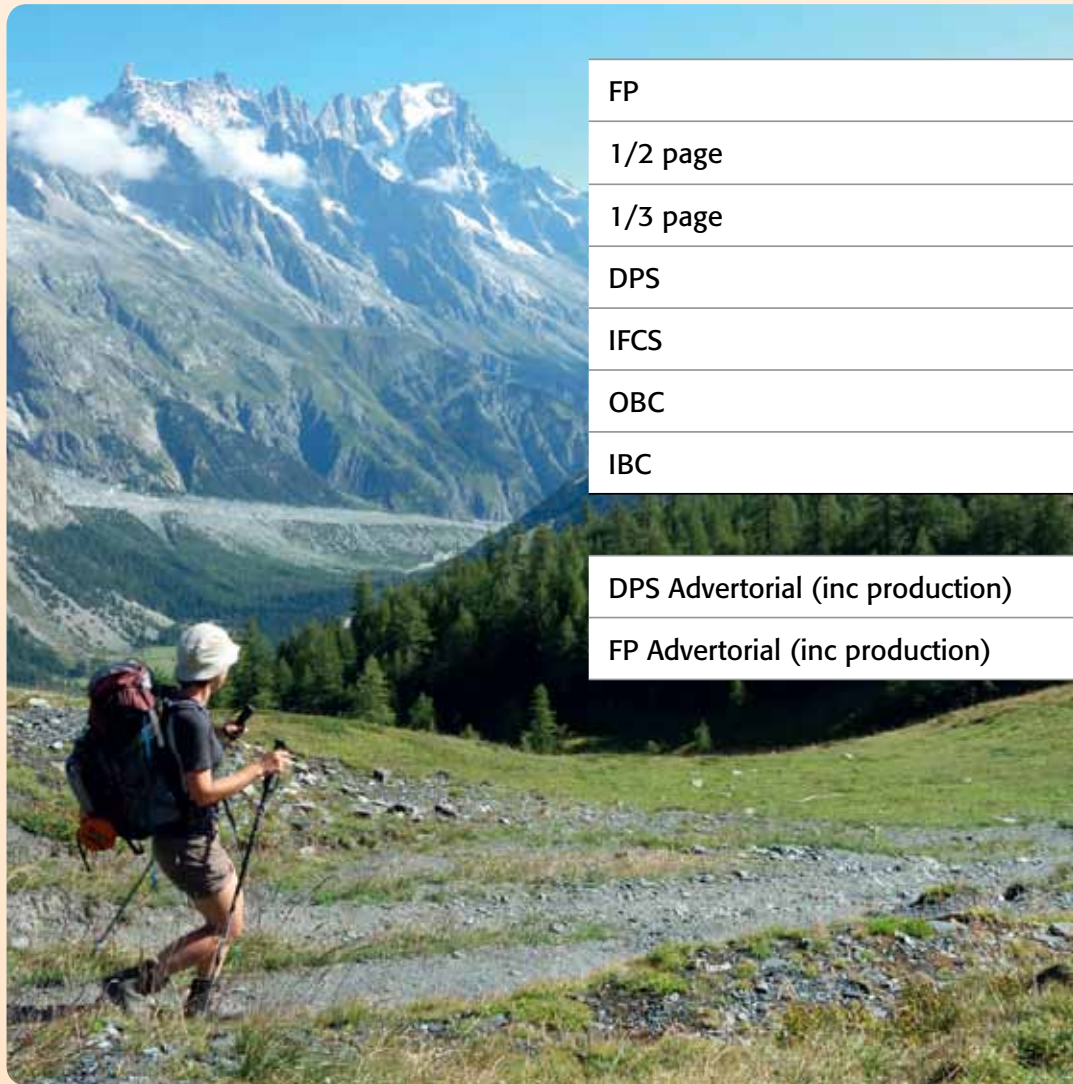 FP
1/2 page
1/3 page
DPS
IFCS
OBC
IBC
DPS Advertorial (inc production)
FP Advertorial (inc production)